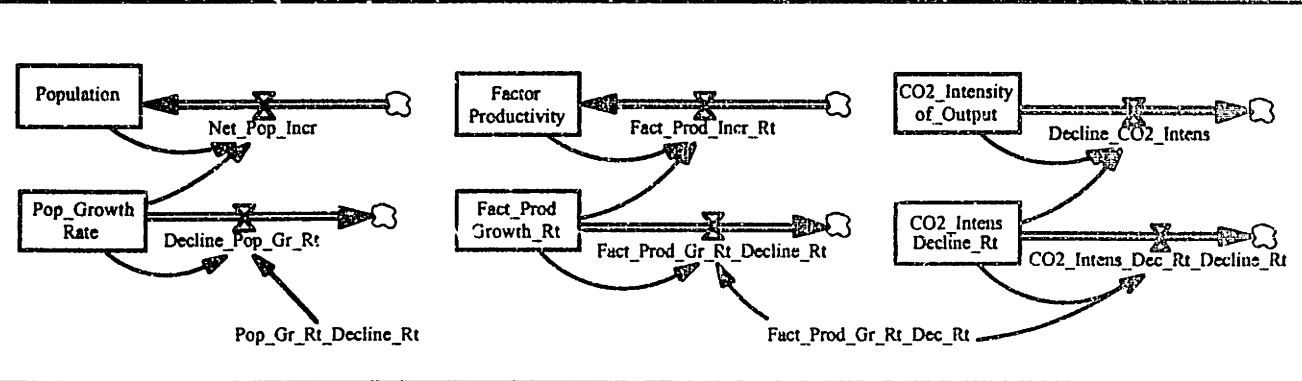 Population
Net_Pop_Incr
Pop_Growth
Rate
Decline_Pop_Gr_Rt
Pop_Gr_Rt_Decline_Rt
Factor
Productivity
Fact_Prod_Incr_Rt
Fact_Prod
Growth_Rt
Fact_Prod_Gr_Rt_Decline_Rt
Fact_Prod_Gr_Rt_Dec_Rt
CO2_Intensity
of_Output
Decline_CO2_Intens
CO2_Intens
Decline_Rt
CO2_Intens_Dec_Rt_Decline_Rt